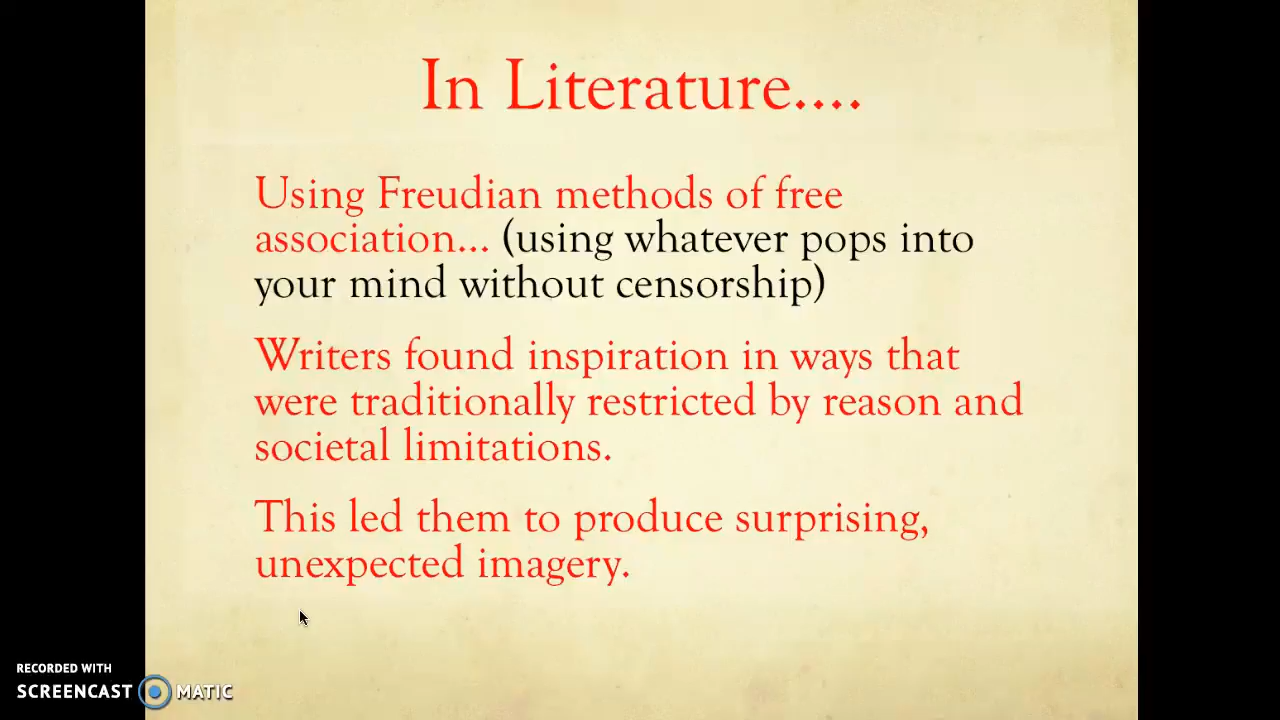 In Literature....
Using Freudian methods of free
association... (using whatever pops into
your mind without censorship)
Writers found inspiration in ways that
were traditionally restricted by reason and
societal limitations.
This led them to produce surprising,
unexpected imagery.
RECORDED WITH
SCREENCAST MATIC